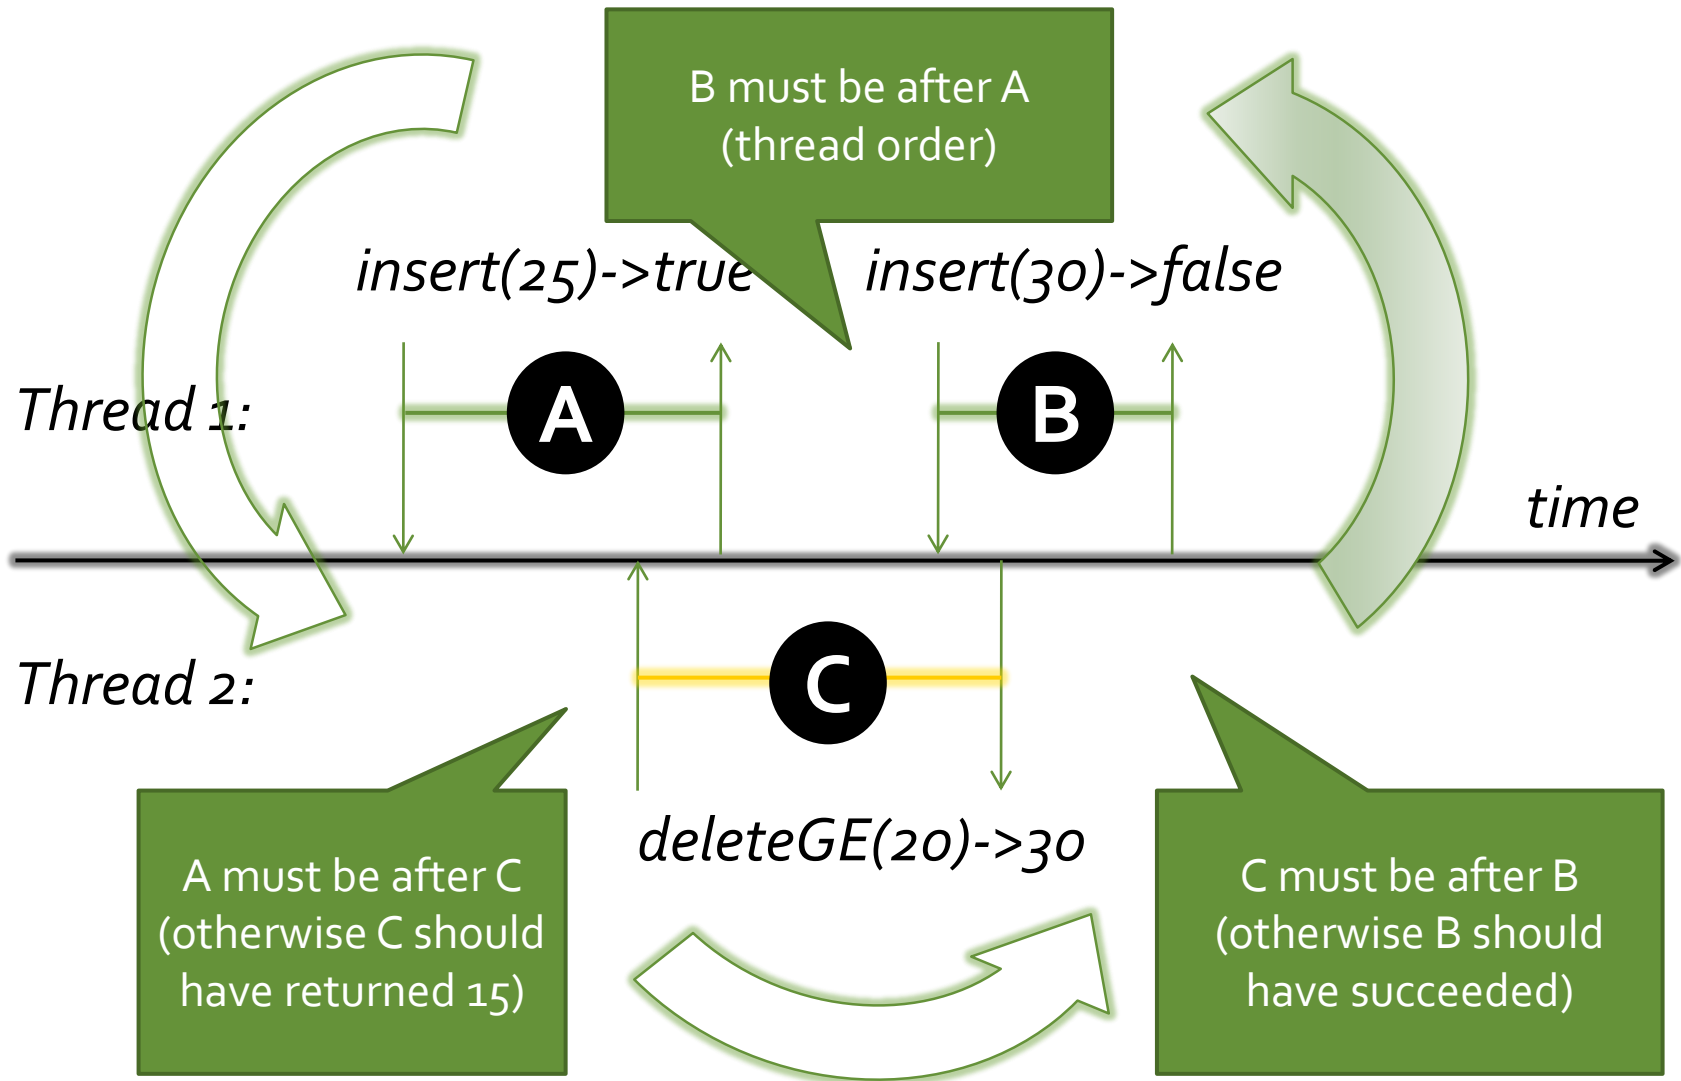 B must be after A
(thread order)
insert(25)->true
insert(30)->false
Thread 1:
A
B
time
Thread 2:
C
deleteGE(20)->30
A must be after C
(otherwise C should
have returned 15)
C must be after B
(otherwise B should
have succeeded)